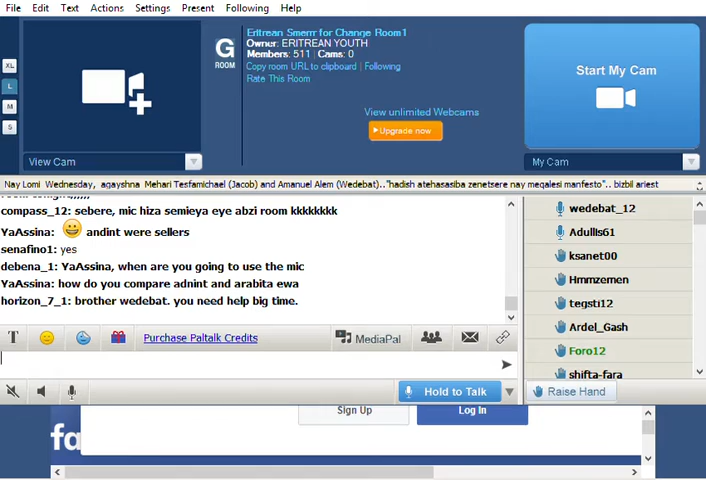 File Edit Text Actions Settings Present Following Help
Eritrean Smerrr for Change Room1
Owner: ERITREAN YOUTH
Members: 511 Cams: 0
Copy room URL to clipboard | Following
Rate This Room
G
ROOM
XL
L
M
S
View unlimited Webcams
Upgrade now
Start My Cam
View Cam
My Cam
Nay Lomi Wednesday, agayshna Mehari Tesfamichael (Jacob) and Amanuel Alem (Wedebat).."hadish atehasasiba zenetsere nay meqalesi manfesto".. bizbil ariest
compass_12: sebere, mic hiza semieya eye abzi room kkkkkkkk
YaAssina: andint were sellers
senafino1: yes
debena_1: YaAssina, when are you going to use the mic
YaAssina: how do you compare adnint and arabita ewa
horizon_7_1: brother wedebat. you need help big time.
wedebat_12
Adullis61
ksanet00
Hmmzemen
tegsti12
Ardel_Gash
Foro12
shifta-fara
T
Purchase Paltalk Credits
MediaPal
Hold to Talk
Raise Hand
Sign Up
Log In
fa